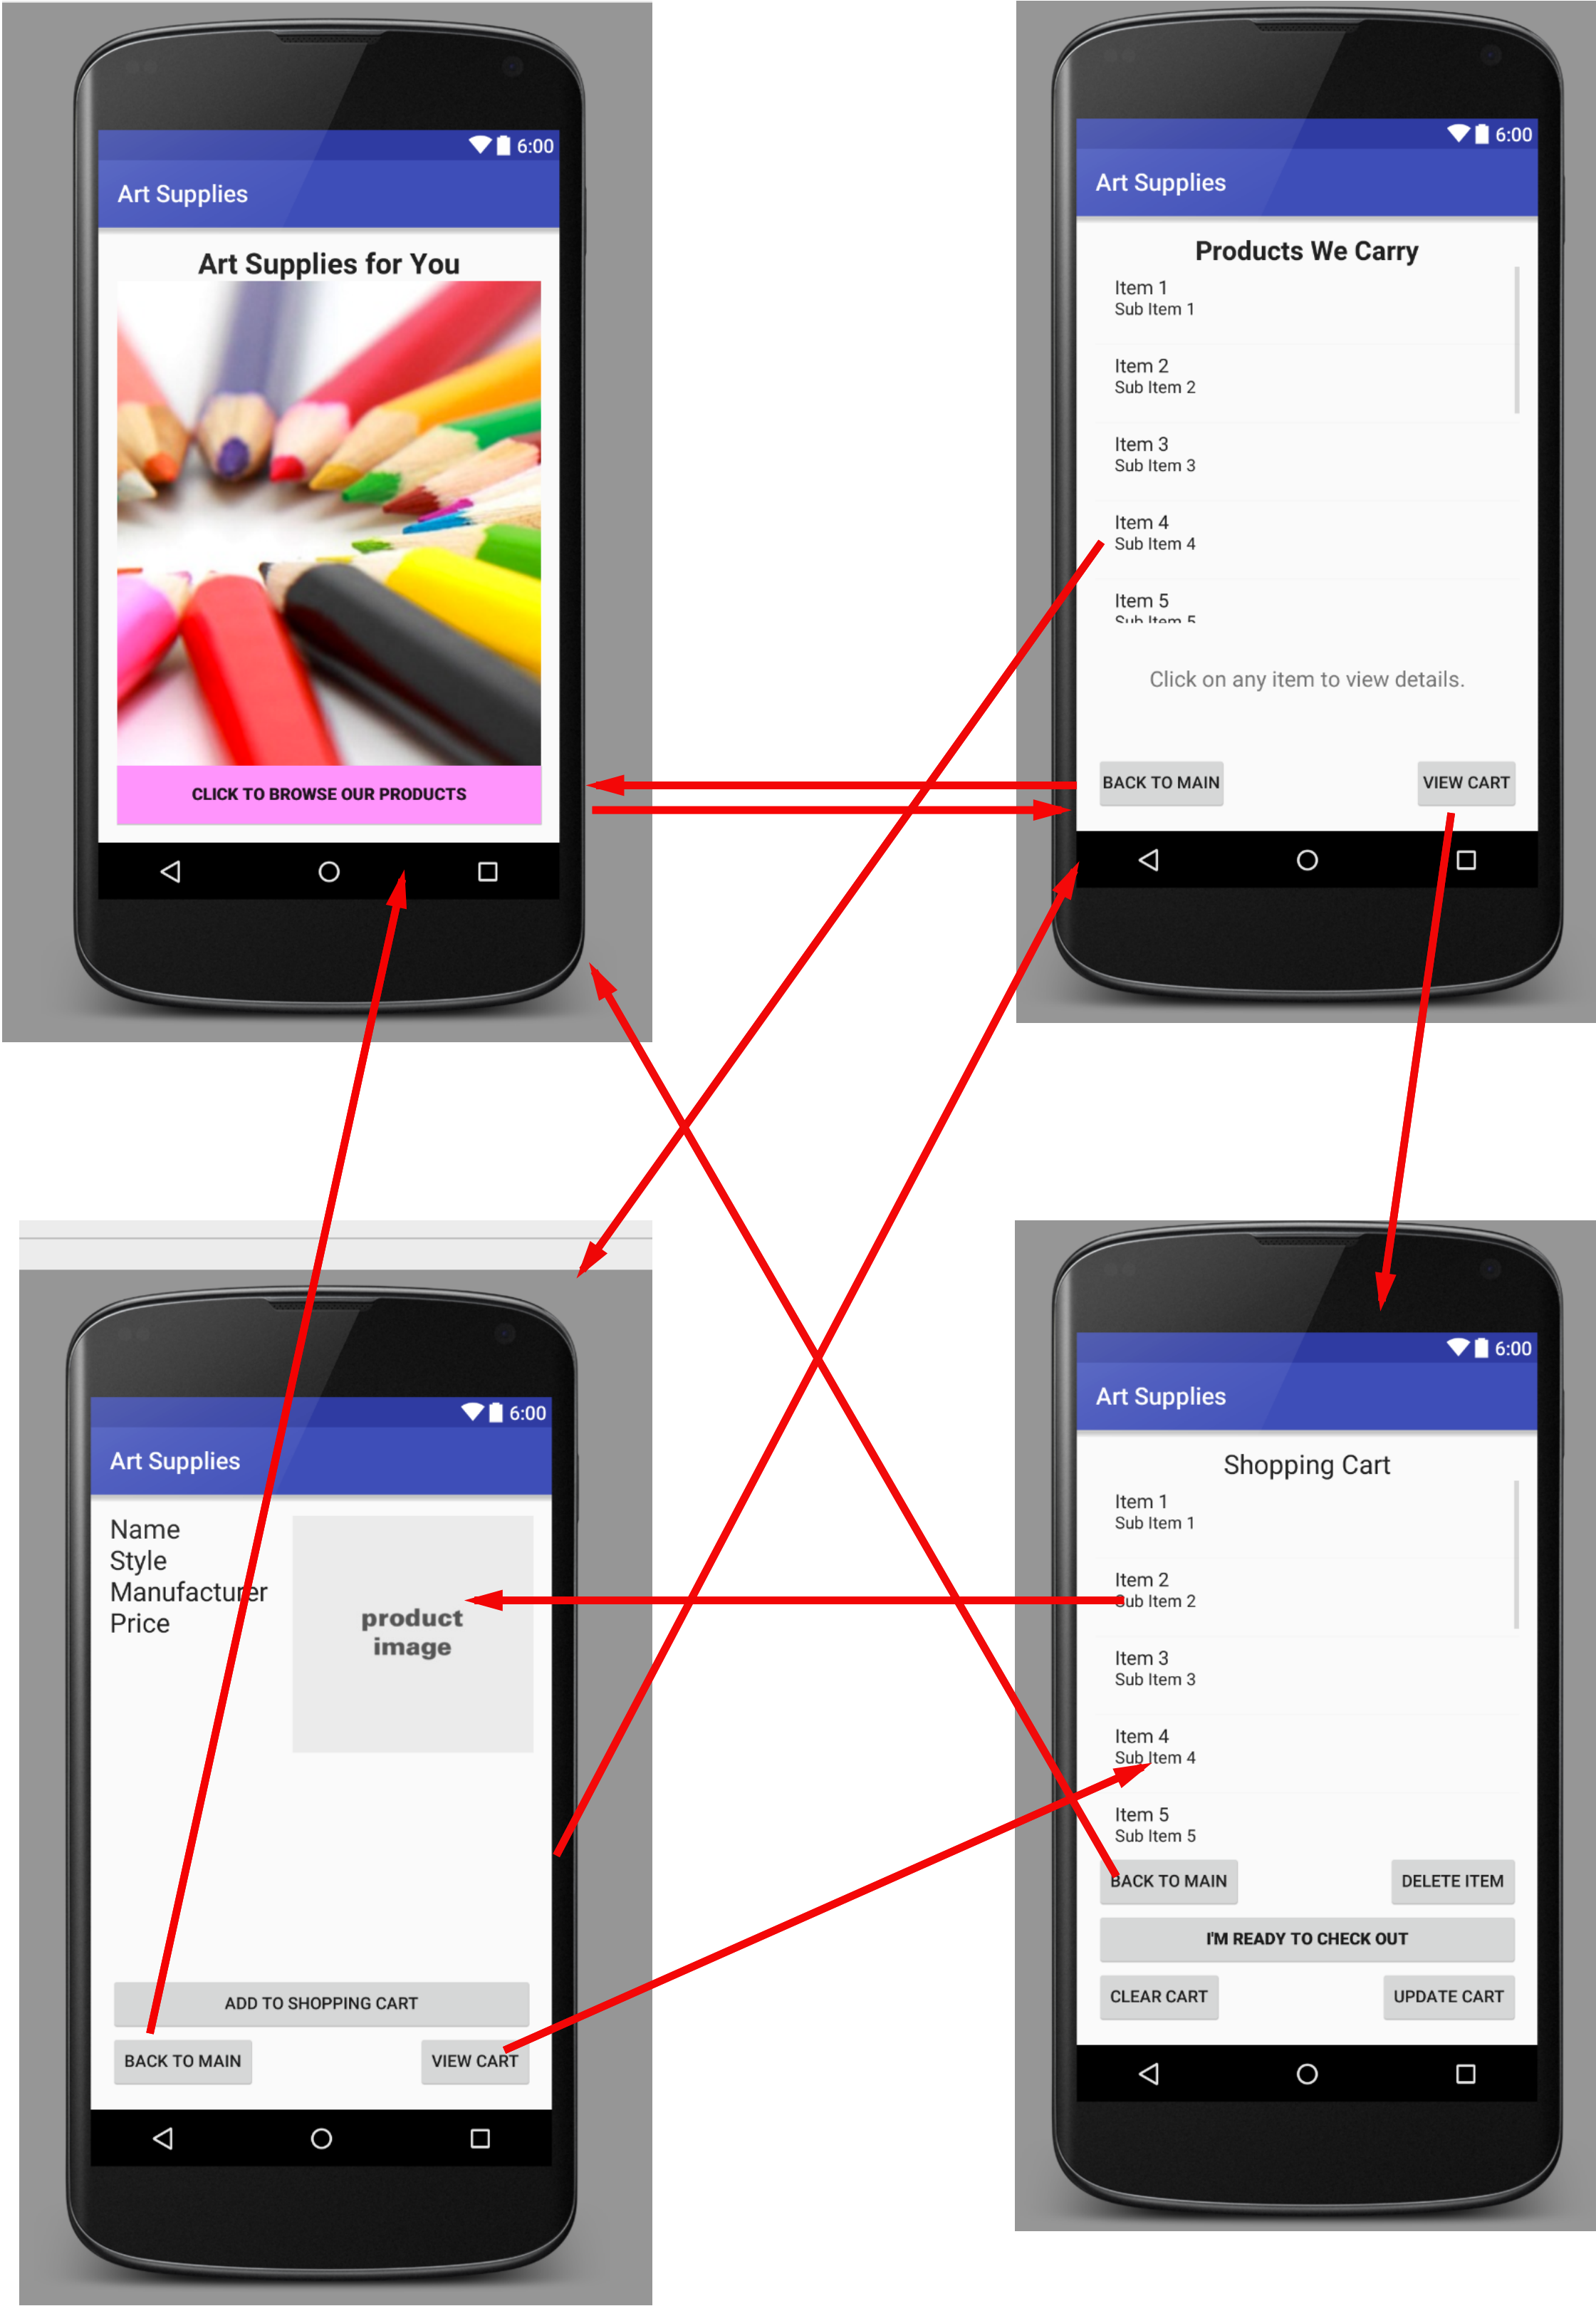 6:00
Art Supplies
Art Supplies for You
CLICK TO BROWSE OUR PRODUCTS
6:00
Art Supplies
Products We Carry
Item 1
Sub Item 1
Item 2
Sub Item 2
Item 3
Sub Item 3
Item 4
Sub Item 4
Item 5
Sub Item 5
Click on any item to view details.
BACK TO MAIN
VIEW CART
6:00
Art Supplies
Name
Style
Manufacturer
Price
product
image
ADD TO SHOPPING CART
BACK TO MAIN
VIEW CART
6:00
Art Supplies
Shopping Cart
Item 1
Sub Item 1
Item 2
Sub Item 2
Item 3
Sub Item 3
Item 4
Sub Item 4
Item 5
Sub Item 5
BACK TO MAIN
DELETE ITEM
I'M READY TO CHECK OUT
CLEAR CART
UPDATE CART